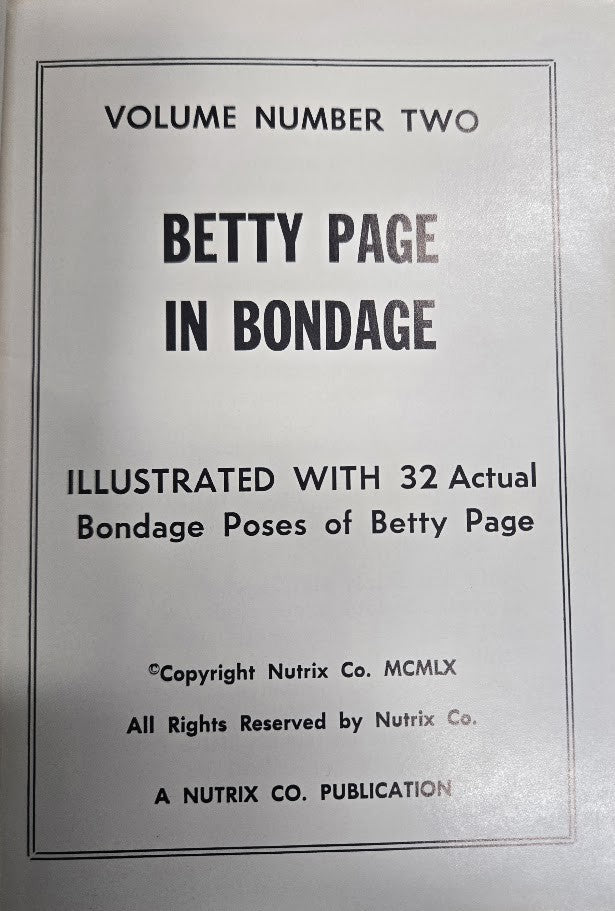 VOLUME NUMBER TWO
BETTY PAGE
IN BONDAGE
ILLUSTRATED WITH 32 Actual
Bondage Poses of Betty Page
©Copyright Nutrix Co. MCMLX
All Rights Reserved by Nutrix Co.
A NUTRIX CO. PUBLICATION